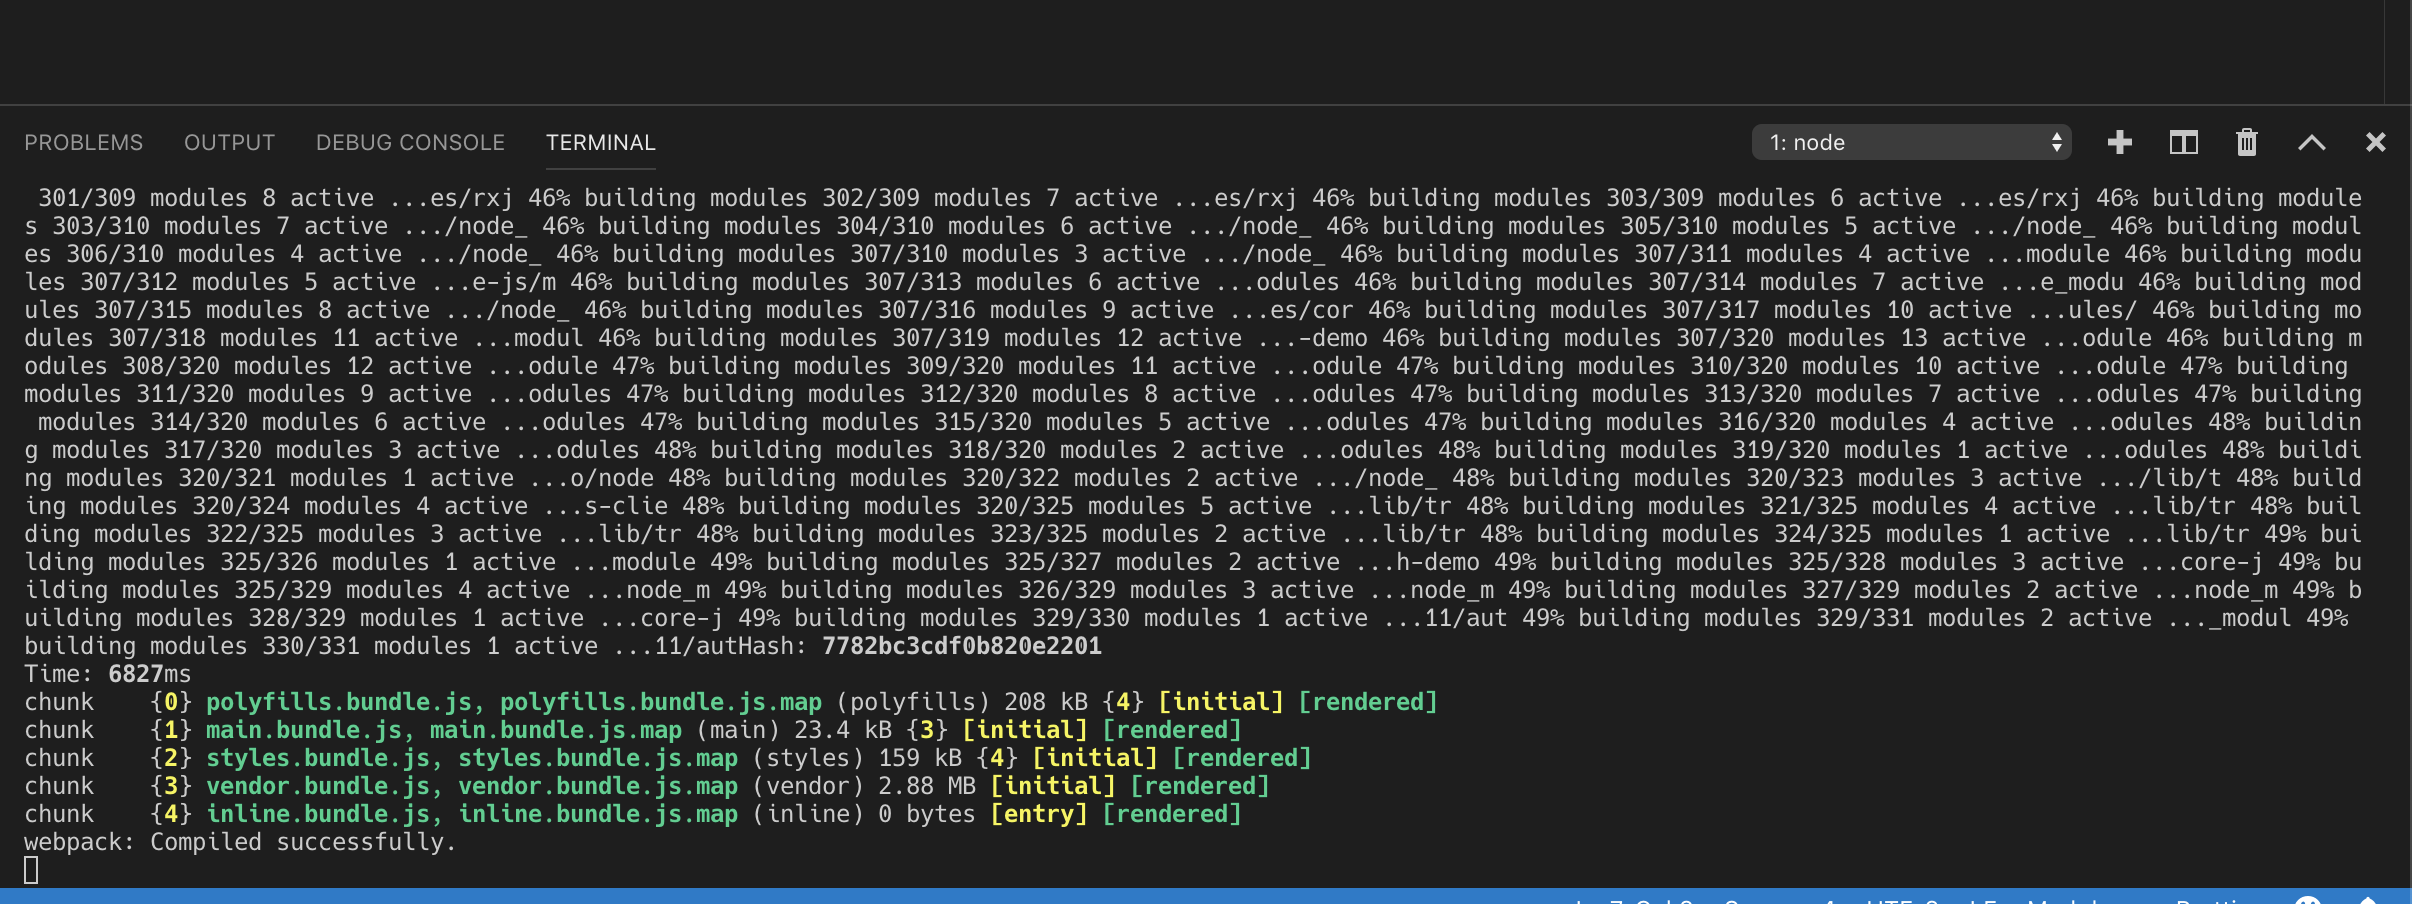 PROBLEMS OUTPUT DEBUG CONSOLE TERMINAL 1: node
301/309 modules 8 active ...es/rxj 46% building modules 302/309 modules 7 active ...es/rxj 46% building modules 303/309 modules 6 active ...es/rxj 46% building module
s 303/310 modules 7 active .../node_ 46% building modules 304/310 modules 6 active .../node_ 46% building modules 305/310 modules 5 active .../node_ 46% building modul
es 306/310 modules 4 active .../node_ 46% building modules 307/310 modules 3 active .../node_ 46% building modules 307/311 modules 4 active ...module 46% building modu
les 307/312 modules 5 active ...e-js/m 46% building modules 307/313 modules 6 active ...odules 46% building modules 307/314 modules 7 active ...e_modu 46% building mod
ules 307/315 modules 8 active .../node_ 46% building modules 307/316 modules 9 active ...es/cor 46% building modules 307/317 modules 10 active ...ules/ 46% building mo
dules 307/318 modules 11 active ...modul 46% building modules 307/319 modules 12 active ...-demo 46% building modules 307/320 modules 13 active ...odule 46% building m
odules 308/320 modules 12 active ...odule 47% building modules 309/320 modules 11 active ...odule 47% building modules 310/320 modules 10 active ...odule 47% building
modules 311/320 modules 9 active ...odules 47% building modules 312/320 modules 8 active ...odules 47% building modules 313/320 modules 7 active ...odules 47% building
modules 314/320 modules 6 active ...odules 47% building modules 315/320 modules 5 active ...odules 47% building modules 316/320 modules 4 active ...odules 48% buildin
g modules 317/320 modules 3 active ...odules 48% building modules 318/320 modules 2 active ...odules 48% building modules 319/320 modules 1 active ...odules 48% buildi
ng modules 320/321 modules 1 active ...o/node 48% building modules 320/322 modules 2 active .../node_ 48% building modules 320/323 modules 3 active .../lib/t 48% build
ing modules 320/324 modules 4 active ...s-clie 48% building modules 320/325 modules 5 active ...lib/tr 48% building modules 321/325 modules 4 active ...lib/tr 48% buil
ding modules 322/325 modules 3 active ...lib/tr 48% building modules 323/325 modules 2 active ...lib/tr 48% building modules 324/325 modules 1 active ...lib/tr 49% bui
lding modules 325/326 modules 1 active ...module 49% building modules 325/327 modules 2 active ...h-demo 49% building modules 325/328 modules 3 active ...core-j 49% bu
ilding modules 325/329 modules 4 active ...node_m 49% building modules 326/329 modules 3 active ...node_m 49% building modules 327/329 modules 2 active ...node_m 49% b
uilding modules 328/329 modules 1 active ...core-j 49% building modules 329/330 modules 1 active ...11/aut 49% building modules 329/331 modules 2 active ..._modul 49%
building modules 330/331 modules 1 active ...11/autHash: 7782bc3cdf0b820e2201
Time: 6827ms
chunk    {0} polyfills.bundle.js, polyfills.bundle.js.map (polyfills) 208 kB {4} [initial] [rendered]
chunk    {1} main.bundle.js, main.bundle.js.map (main) 23.4 kB {3} [initial] [rendered]
chunk    {2} styles.bundle.js, styles.bundle.js.map (styles) 159 kB {4} [initial] [rendered]
chunk    {3} vendor.bundle.js, vendor.bundle.js.map (vendor) 2.88 MB [initial] [rendered]
chunk    {4} inline.bundle.js, inline.bundle.js.map (inline) 0 bytes [entry] [rendered]
webpack: Compiled successfully.